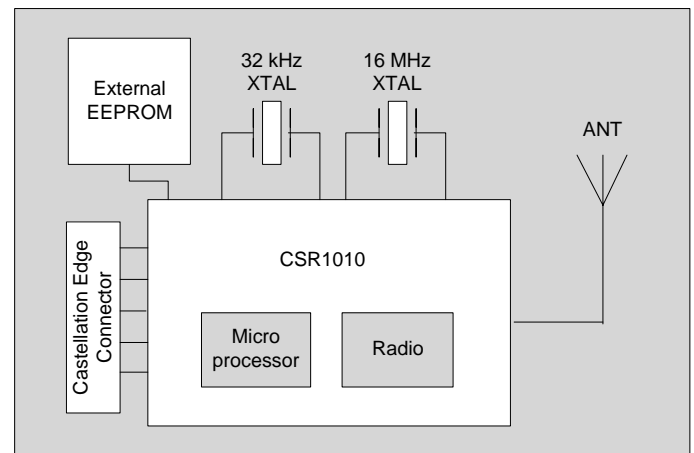 External
EEPROM
32 kHz
XTAL
16 MHz
XTAL
ANT
Castellation Edge
Connector
CSR1010
Micro
processor
Radio